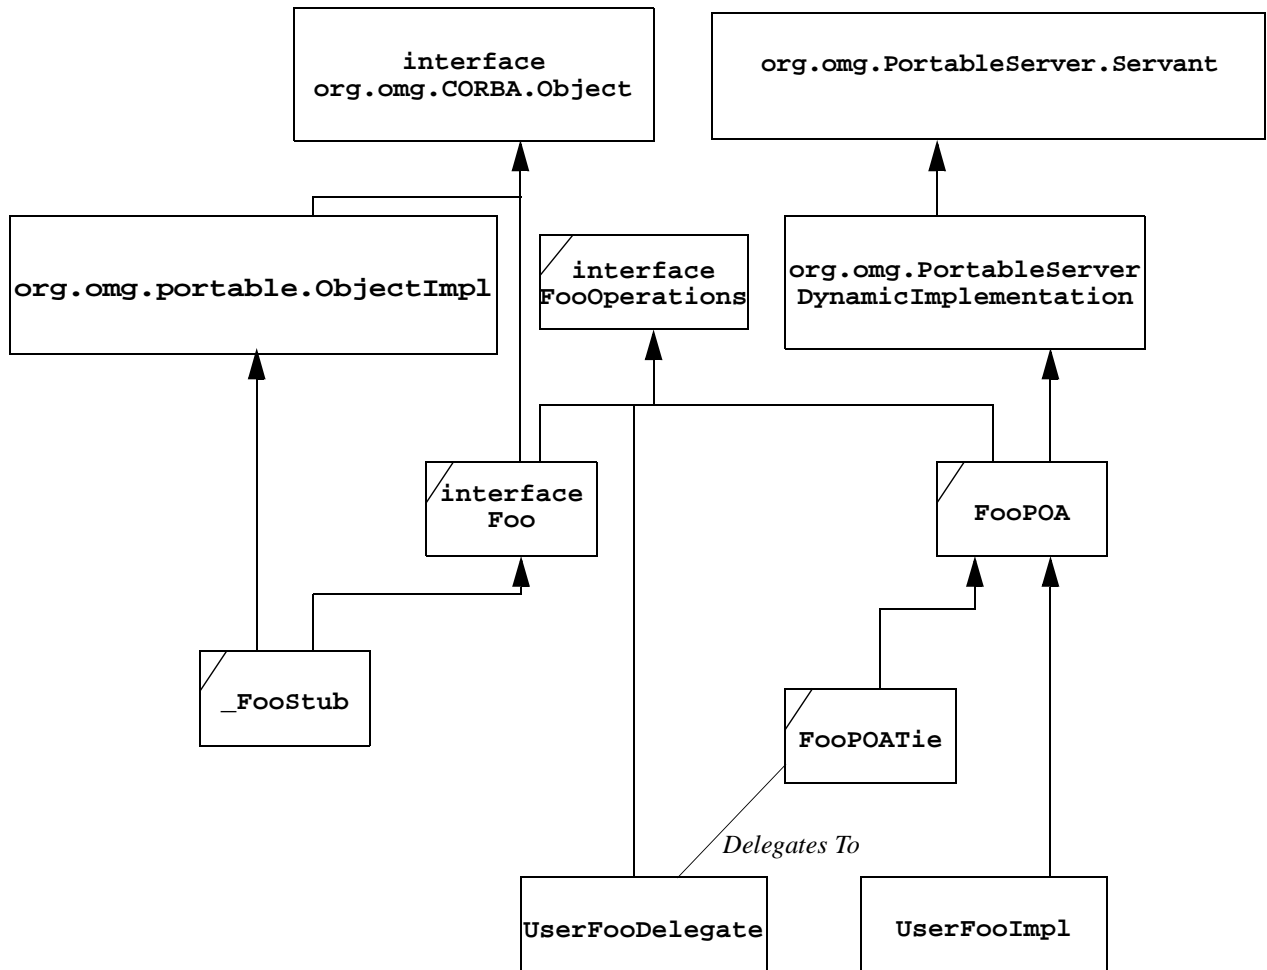 interface
org.omg.CORBA.Object
org.omg.PortableServer.Servant
org.omg.portable.ObjectImpl
interface
FooOperations
org.omg.PortableServer
DynamicImplementation
interface
Foo
FooPOA
_FooStub
FooPOATie
Delegates To
UserFooDelegate
UserFooImpl